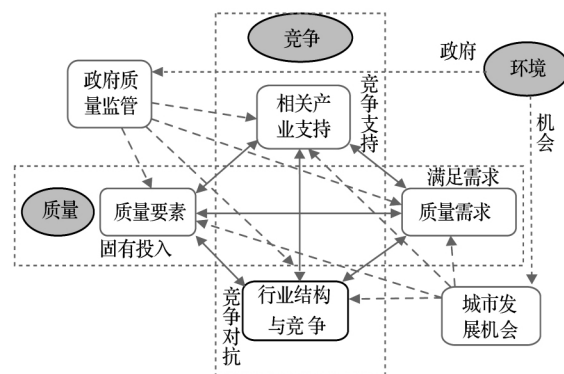 竞争
政府
环境
政府质
量监管
相关产
业支持
竞争支持
机会
满足需求
质量
质量要素
质量需求
固有投入
行业结构
与竞争
竞争对抗
城市发
展机会